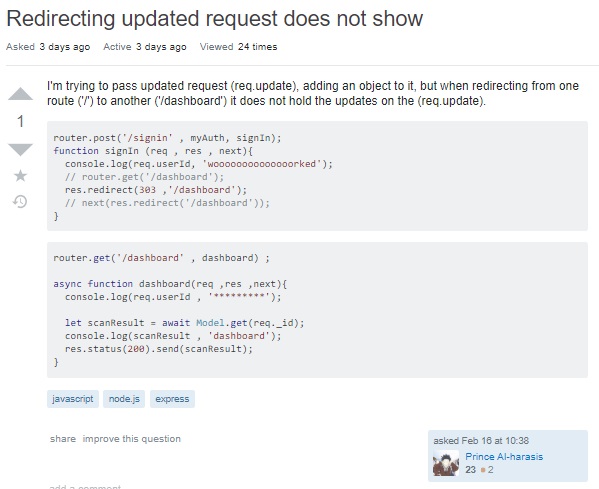 Redirecting updated request does not show
Asked 3 days ago Active 3 days ago Viewed 24 times
I'm trying to pass updated request (req.update), adding an object to it, but when redirecting from one
route ('/') to another ('/dashboard') it does not hold the updates on the (req.update).
1
router.post('/signin' , myAuth, signIn);
function signIn (req , res , next){
  console.log(req.userId, 'woooooooooooooorked');
  // router.get('/dashboard');
  res.redirect(303 ,'/dashboard');
  // next(res.redirect('/dashboard'));
}
router.get('/dashboard' , dashboard) ;
async function dashboard(req ,res ,next){
  console.log(req.userId , '*********');
  let scanResult = await Model.get(req._id);
  console.log(scanResult , 'dashboard');
  res.status(200).send(scanResult);
}
javascript node.js express
share improve this question
asked Feb 16 at 10:38
Prince Al-harasis
23 2
add a comment